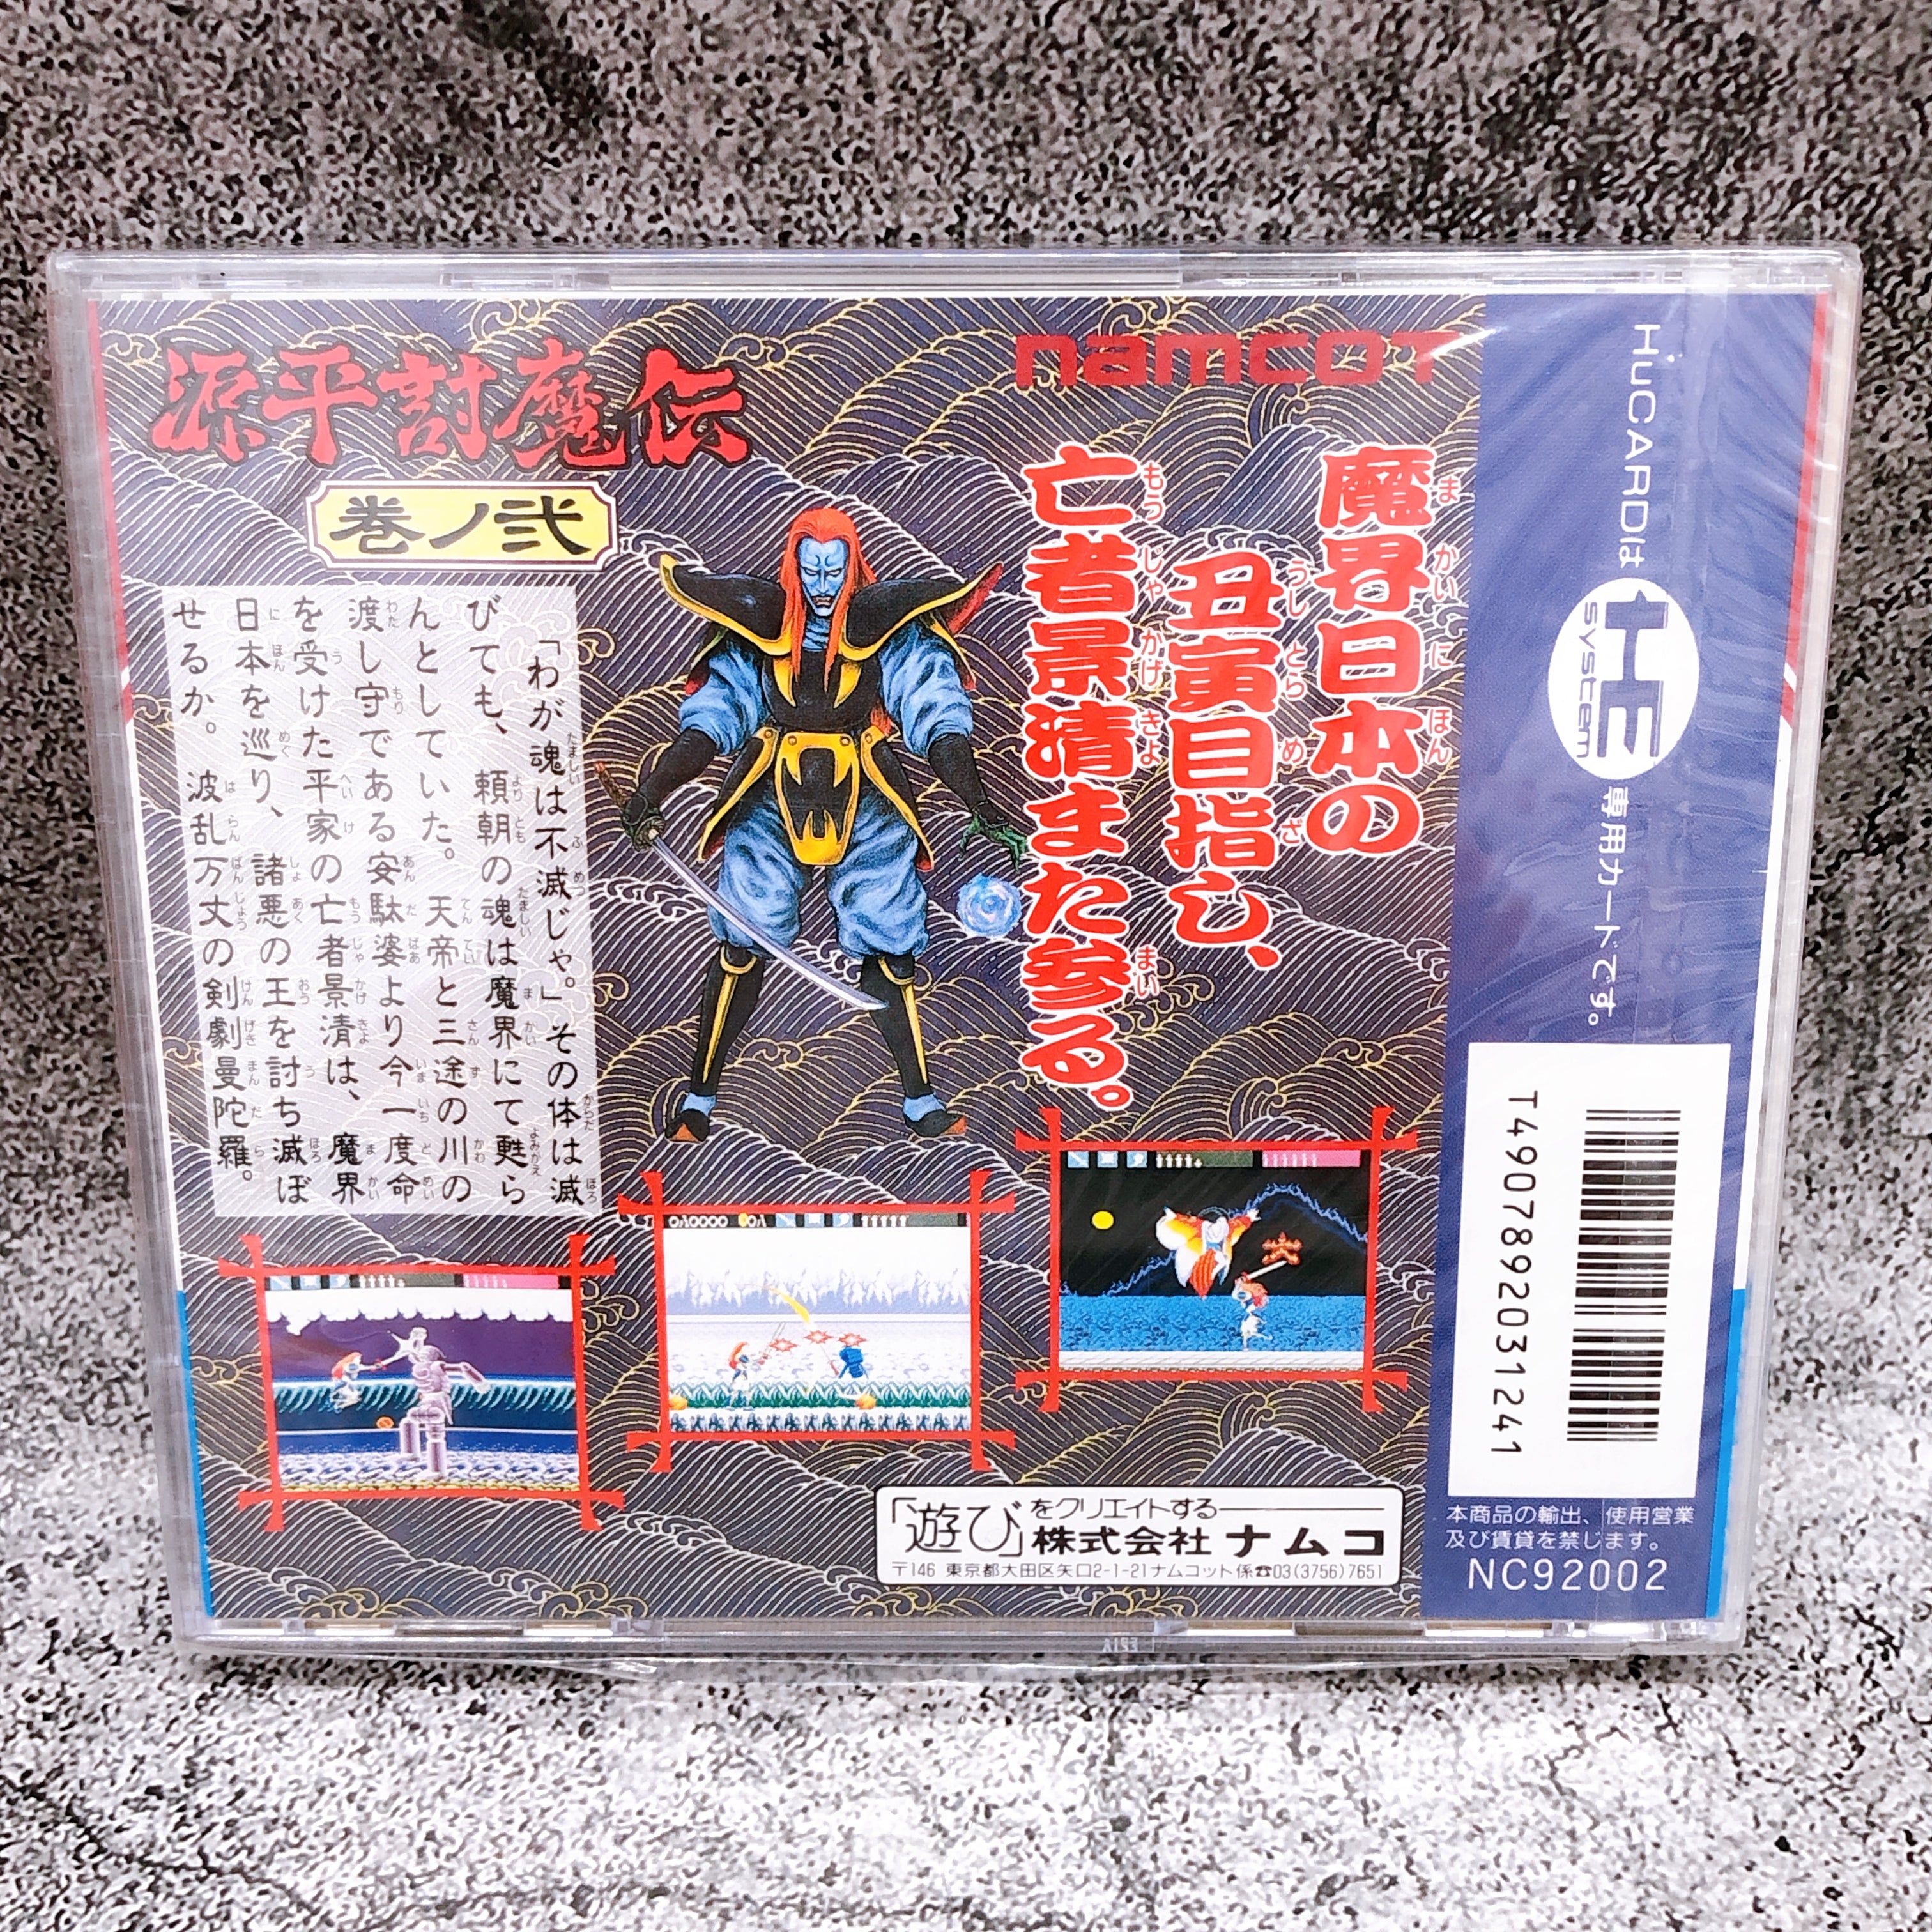 源平討魔伝
巻ノ弐
namcot
魔界日本の
丑寅目指し、
亡者景清また参る。
「わが魂は不滅じゃ。」その体は滅
びても、頼朝の魂は魔界にて甦ら
んとしていた。天帝と三途の川の
渡し守である安駄婆より今一度命
を受けた平家の亡者景清は、魔界
日本を巡り、諸悪の王を討ち滅ぼ
せるか。波乱万丈の剣劇曼陀羅。
「遊び」をクリエイトする
株式会社ナムコ
〒146 東京都大田区矢口2-1-21ナムコット係☎03(3756)7651
HuCARDは HE system 専用カードです。
T4907892031241
本商品の輸出、使用営業
及び賃貸を禁じます。
NC92002